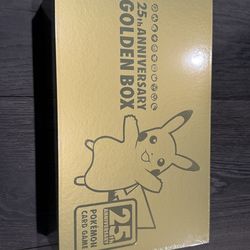 25th ANNIVERSARY
GOLDEN BOX
25th
ANNIVERSARY
POKÉMON
CARD GAME